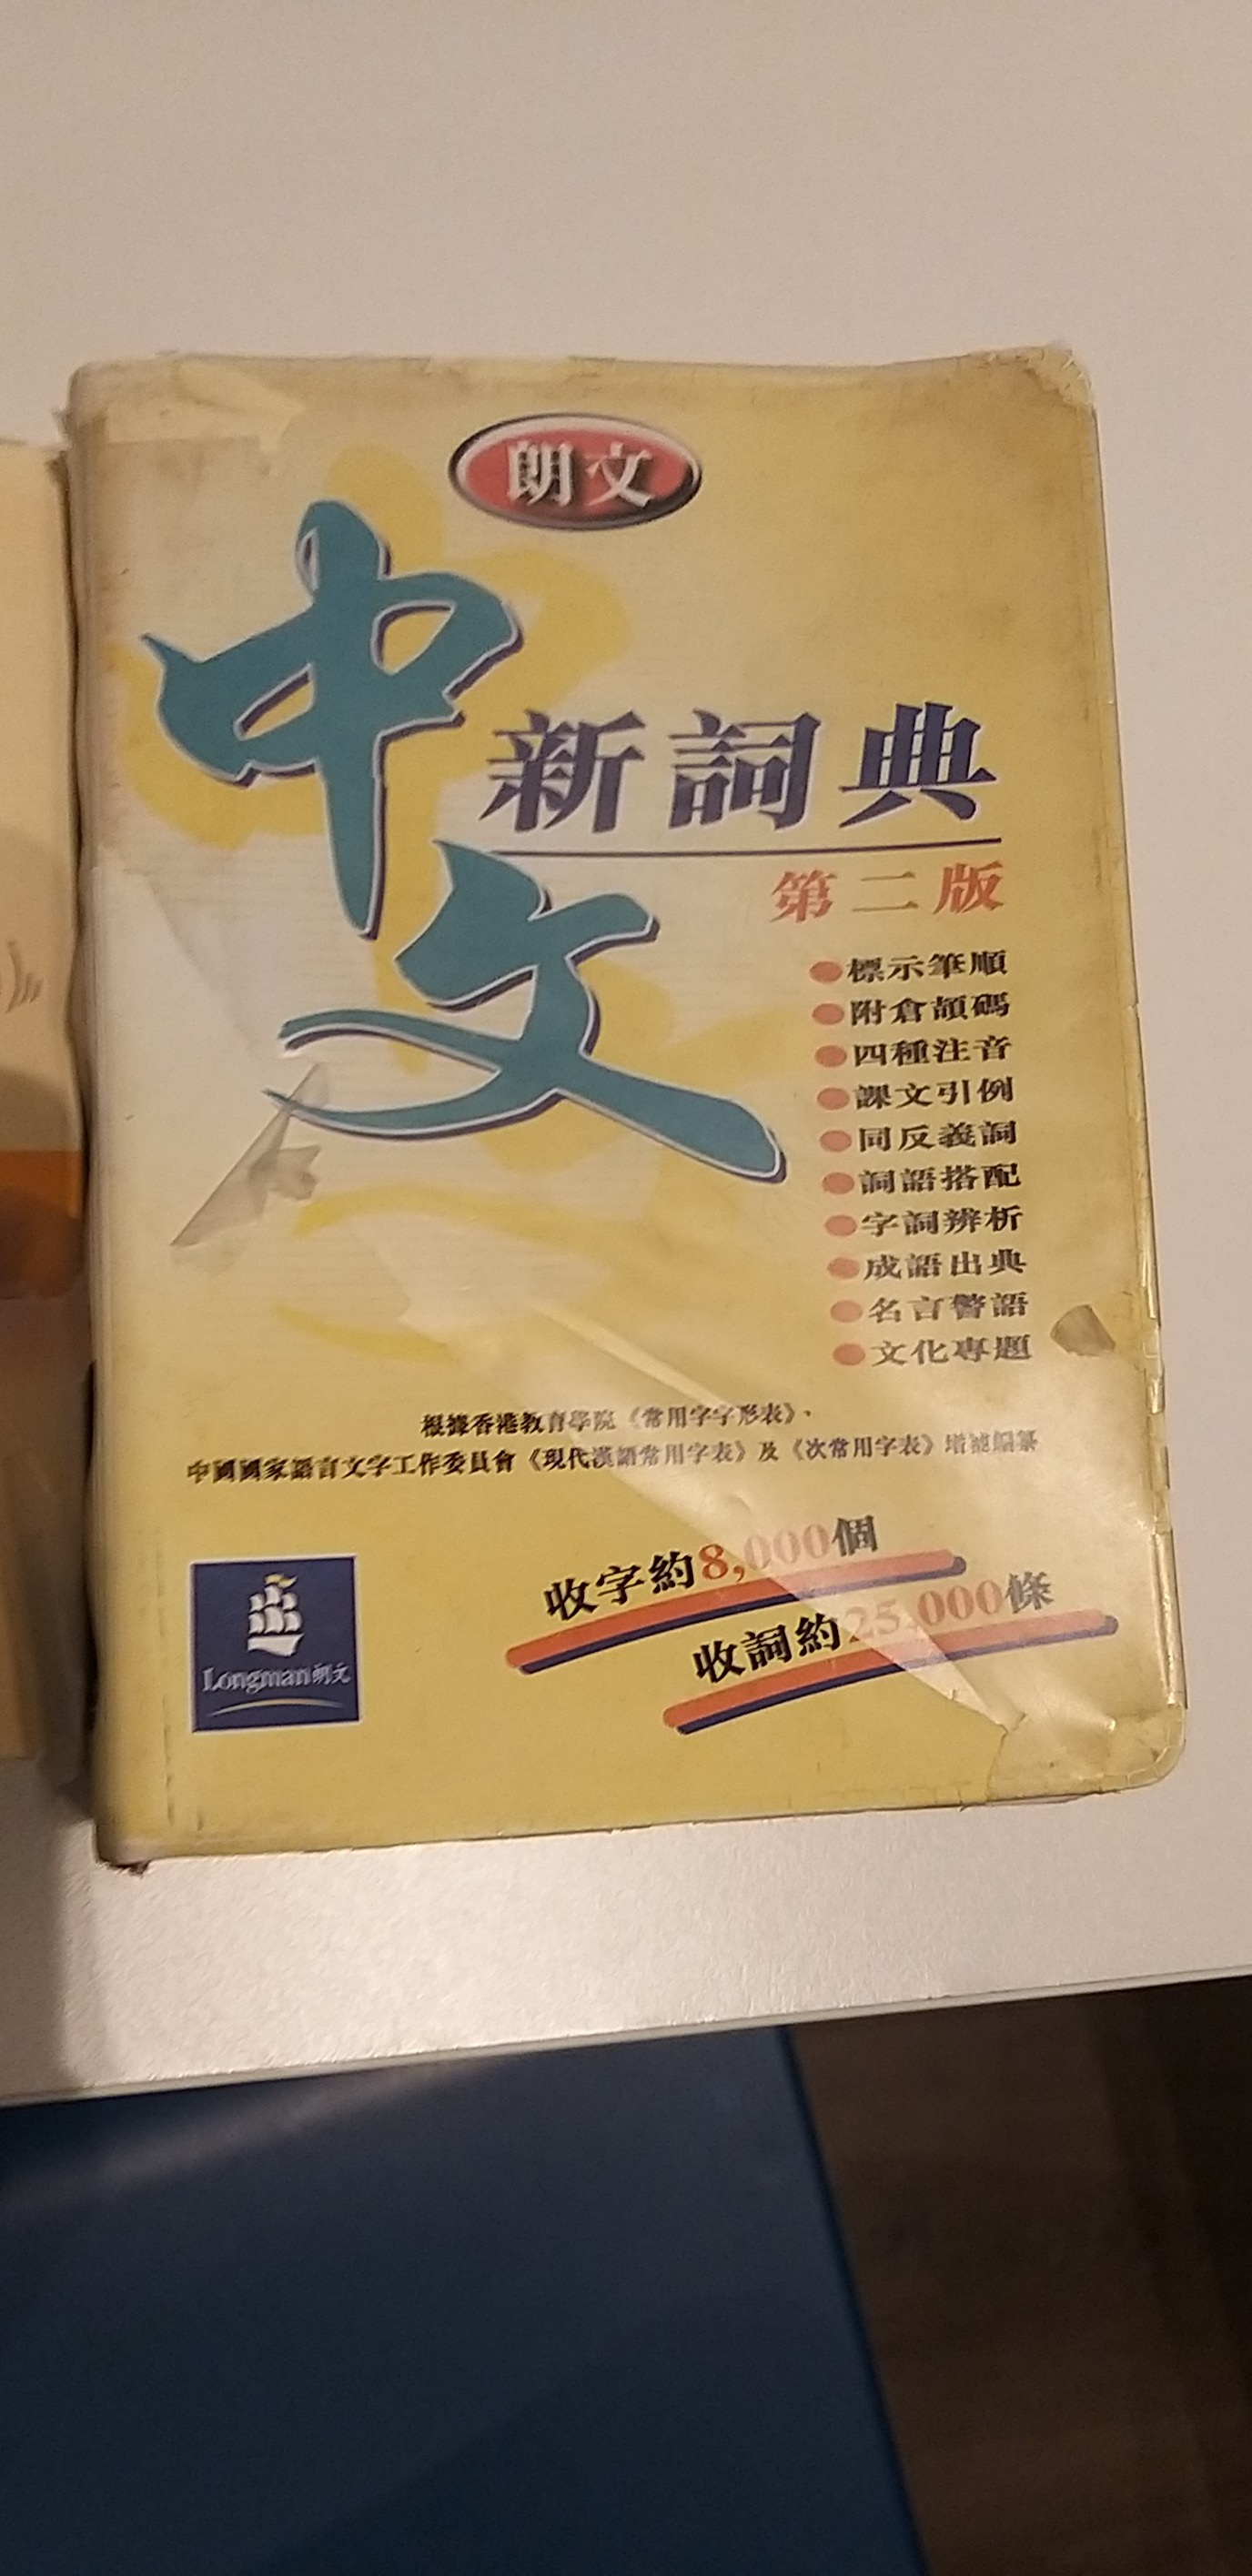 朗文
中文
新詞典
第二版
標示筆順
附倉頡碼
四種注音
課文引例
同反義詞
詞語搭配
字詞辨析
成語出典
名言警語
文化專題
根據香港教育學院《常用字字形表》、
中國國家語言文字工作委員會《現代漢語常用字表》及《次常用字表》增補編纂
收字約8,000個
收詞約25,000條
Longman朗文